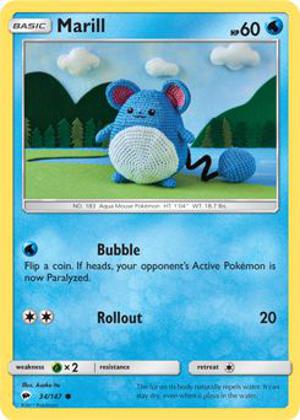 BASIC Marill HP 60
NO. 183 Aqua Mouse Pokémon HT: 1'04" WT: 18.7 lbs.
Bubble
Flip a coin. If heads, your opponent's Active Pokémon is
now Paralyzed.
Rollout 20
weakness ×2 resistance retreat
Illus. Asako Ito
34/147
The fur on its body naturally repels water. It can
stay dry, even when it plays in the water.